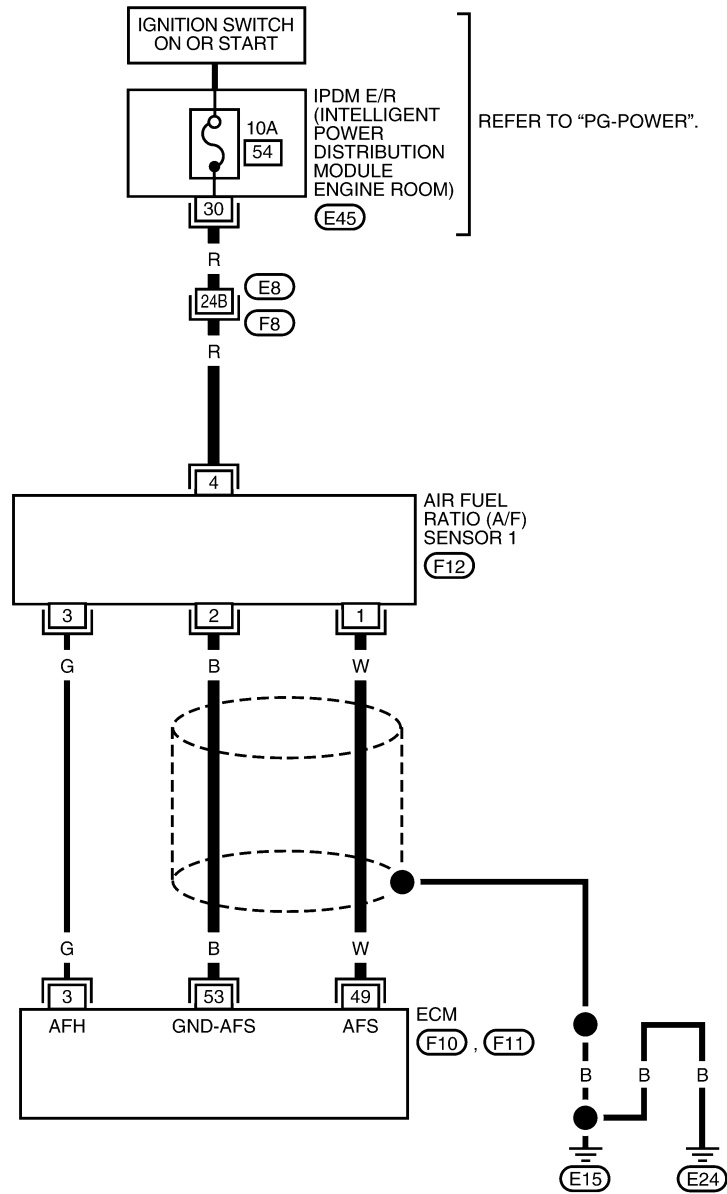 IGNITION SWITCH
ON OR START
IPDM E/R
(INTELLIGENT
POWER
DISTRIBUTION
MODULE
ENGINE ROOM)
10A
54
REFER TO “PG-POWER”.
30
E45
R
24B
E8
F8
R
4
AIR FUEL
RATIO (A/F)
SENSOR 1
F12
3 2 1
G B W
G B W
3 53 49
AFH GND-AFS AFS
ECM
F10 , F11
B B B
E15 E24